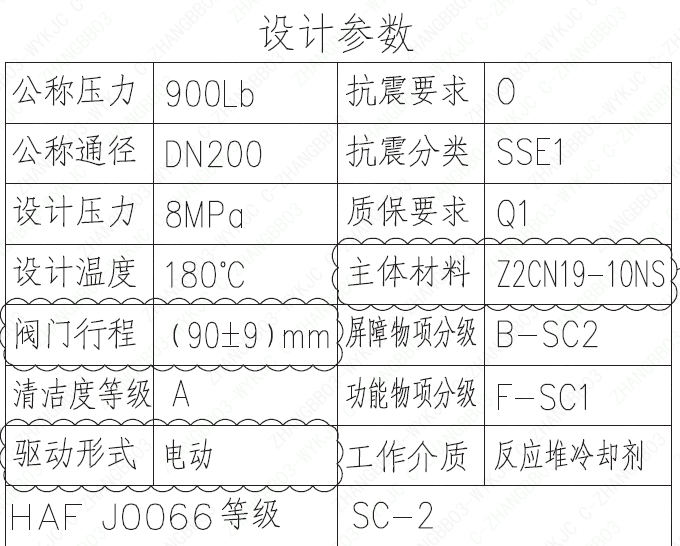 设计参数
公称压力 900Lb 抗震要求 O
公称通径 DN200 抗震分类 SSE1
设计压力 8MPa 质保要求 Q1
设计温度 180℃ 主体材料 Z2CN19-10NS
阀门行程 (90±9)mm 屏障物项分级 B-SC2
清洁度等级 A 功能物项分级 F-SC1
驱动形式 电动 工作介质 反应堆冷却剂
HAF J0066等级 SC-2